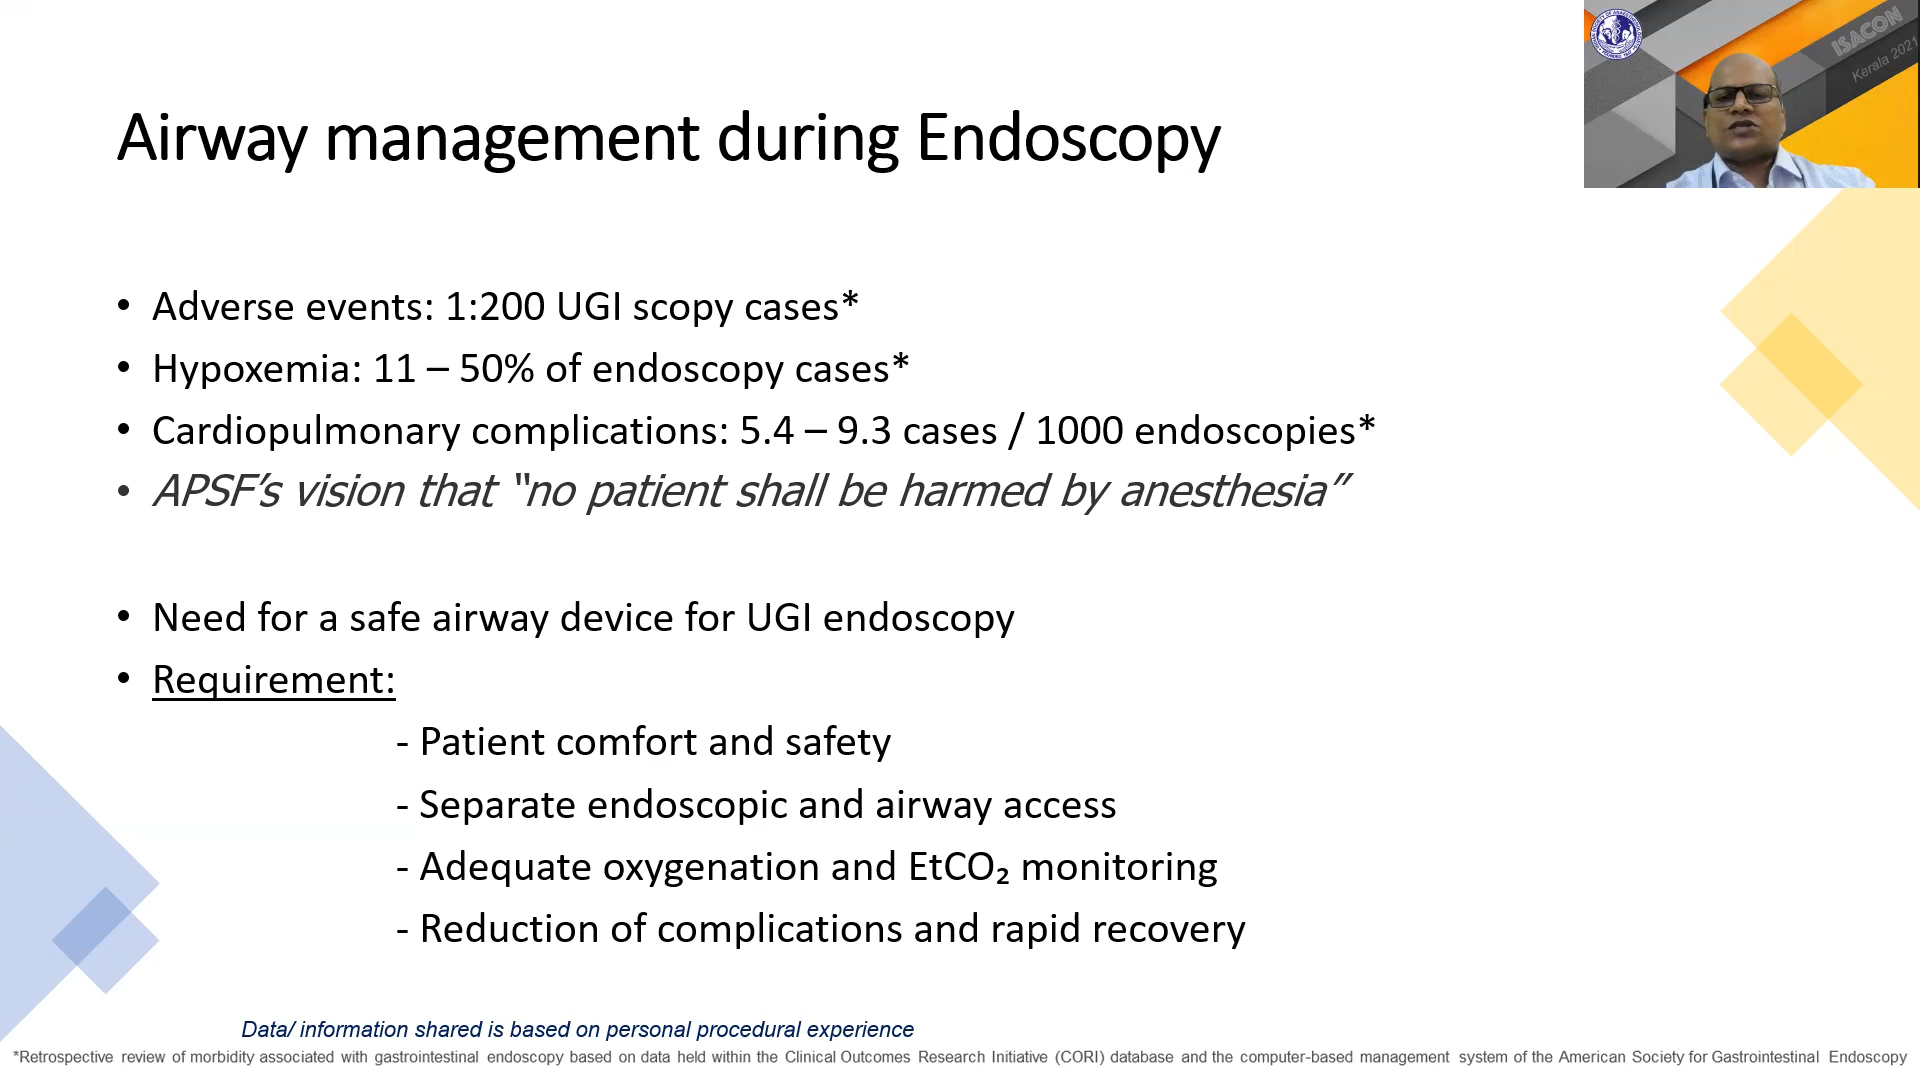 ISACON
Kerala 2021
Airway management during Endoscopy
• Adverse events: 1:200 UGI scopy cases*
• Hypoxemia: 11 – 50% of endoscopy cases*
• Cardiopulmonary complications: 5.4 – 9.3 cases / 1000 endoscopies*
• APSF’s vision that “no patient shall be harmed by anesthesia”
• Need for a safe airway device for UGI endoscopy
• Requirement:
- Patient comfort and safety
- Separate endoscopic and airway access
- Adequate oxygenation and EtCO₂ monitoring
- Reduction of complications and rapid recovery
Data/ information shared is based on personal procedural experience
*Retrospective review of morbidity associated with gastrointestinal endoscopy based on data held within the Clinical Outcomes Research Initiative (CORI) database and the computer-based management system of the American Society for Gastrointestinal Endoscopy